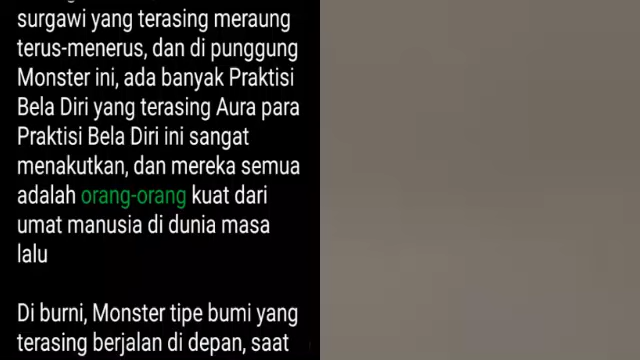 surgawi yang terasing meraung
terus-menerus, dan di punggung
Monster ini, ada banyak Praktisi
Bela Diri yang terasing Aura para
Praktisi Bela Diri ini sangat
menakutkan, dan mereka semua
adalah orang-orang kuat dari
umat manusia di dunia masa
lalu
Di burni, Monster tipe bumi yang
terasing berjalan di depan, saat